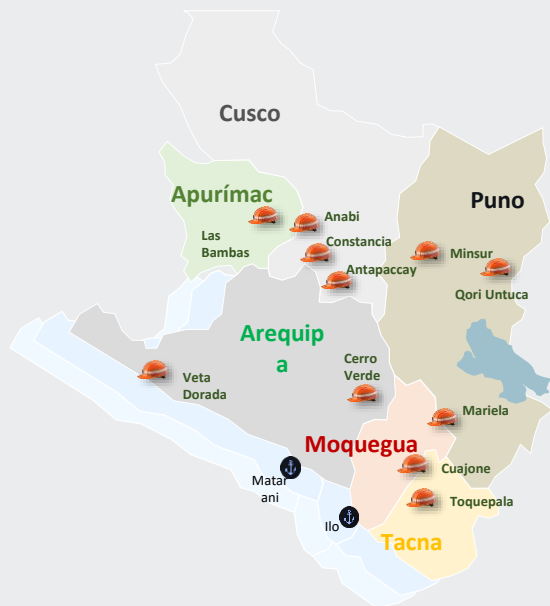 Cusco
Apurímac
Puno
Anabi
Las
Bambas
Constancia
Minsur
Antapaccay
Qori Untuca
Arequip
a
Cerro
Verde
Veta
Dorada
Mariela
Moquegua
Cuajone
Matar
ani
Toquepala
Ilo
Tacna